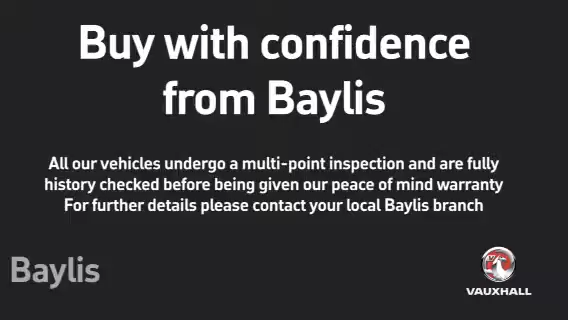 Buy with confidence
from Baylis
All our vehicles undergo a multi-point inspection and are fully
history checked before being given our peace of mind warranty
For further details please contact your local Baylis branch
Baylis
VAUXHALL